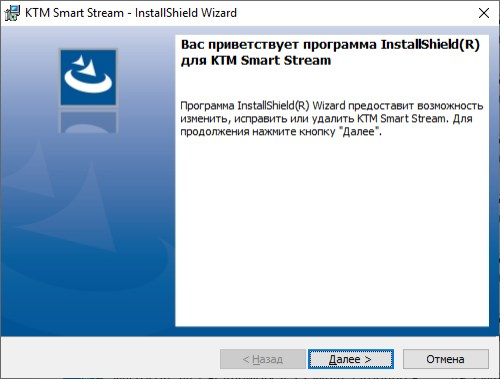 KTM Smart Stream - InstallShield Wizard
Вас приветствует программа InstallShield(R)
для KTM Smart Stream
Программа InstallShield(R) Wizard предоставит возможность
изменить, исправить или удалить KTM Smart Stream. Для
продолжения нажмите кнопку "Далее".
< Назад
Далее >
Отмена